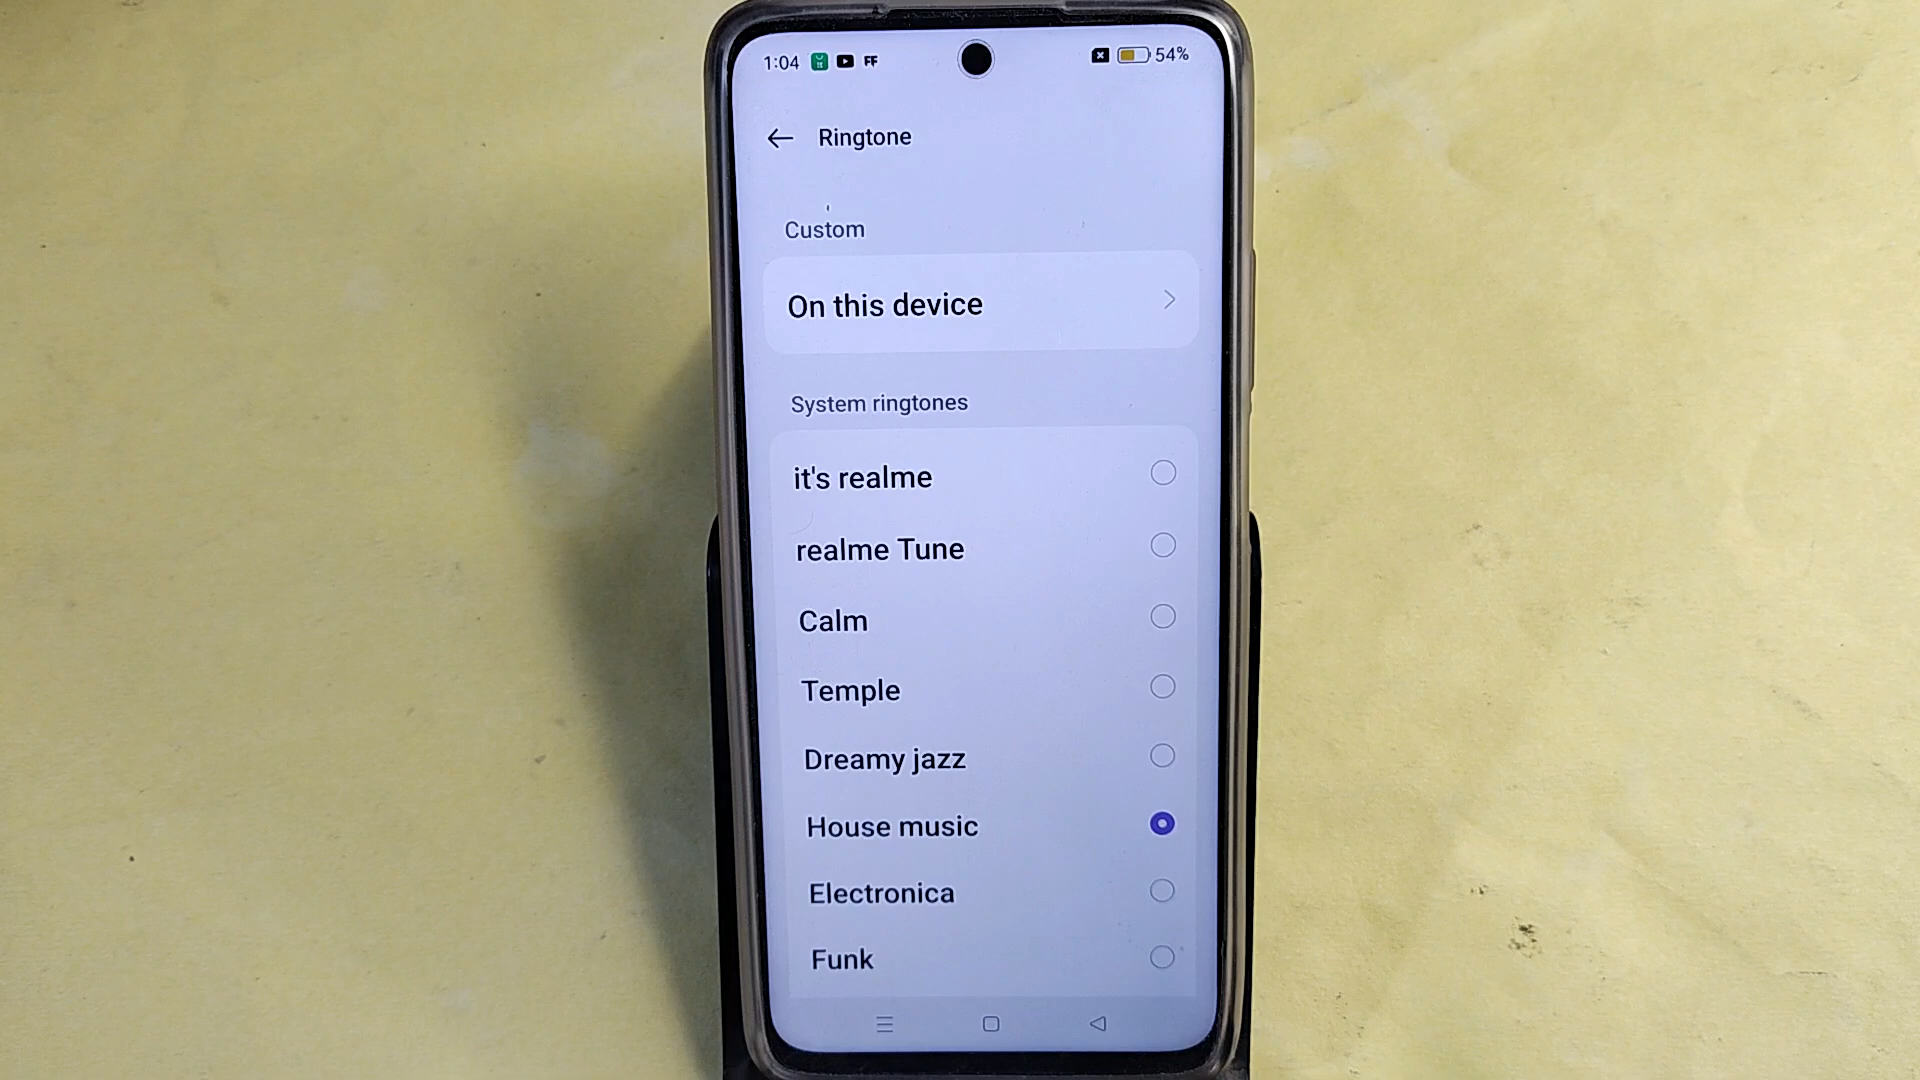 1:04 FF 54%
Ringtone
Custom
On this device
System ringtones
it's realme
realme Tune
Calm
Temple
Dreamy jazz
House music
Electronica
Funk